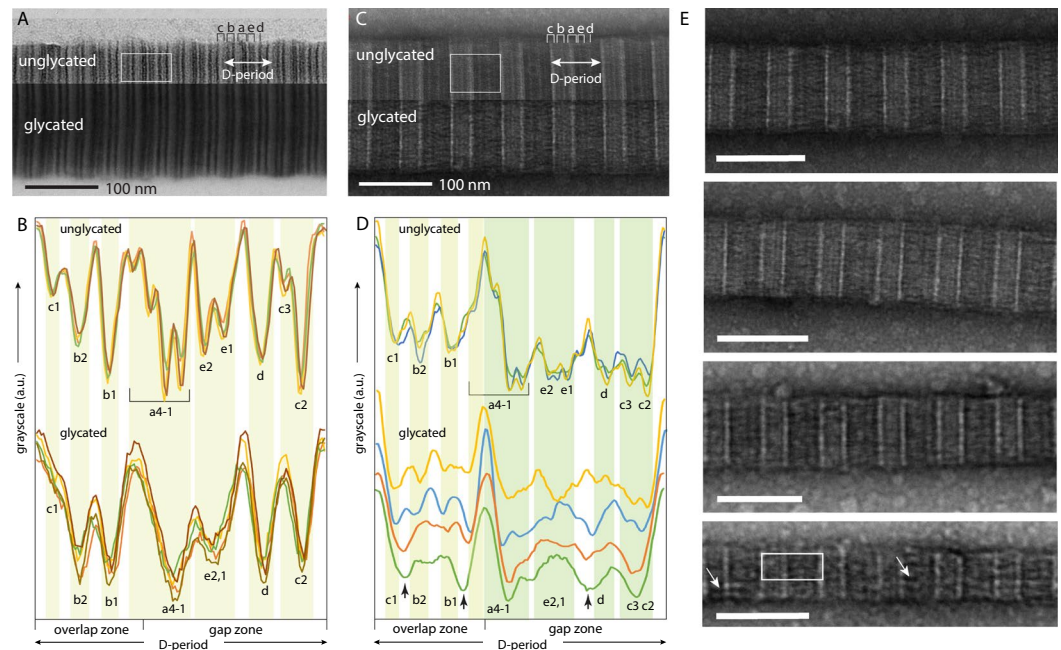 A
c b a e d
unglycated
D-period
glycated
100 nm
C
c b a e d
unglycated
D-period
glycated
100 nm
E
B
unglycated
grayscale (a.u.)
c1
b2
b1
a4-1
e2
e1
d
c3
c2
glycated
c1
b2
b1
a4-1
e2,1
d
c2
overlap zone
gap zone
D-period
D
unglycated
grayscale (a.u.)
c1
b2
b1
a4-1
e2
e1
d
c3
c2
glycated
c1
b2
b1
a4-1
e2,1
d
c3 c2
overlap zone
gap zone
D-period